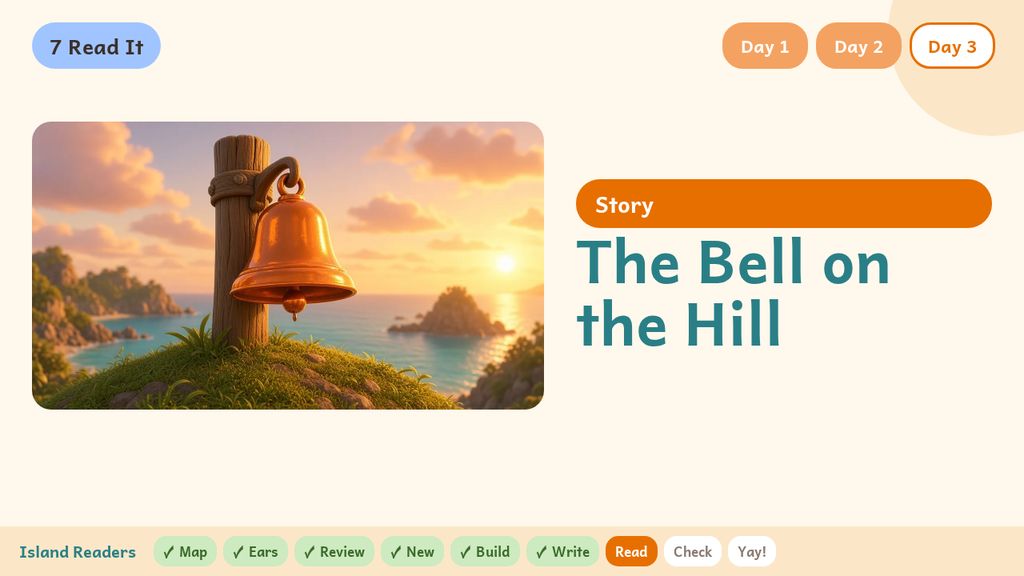 7 Read It
Day 1
Day 2
Day 3
Story
The Bell on
the Hill
Island Readers
✓ Map
✓ Ears
✓ Review
✓ New
✓ Build
✓ Write
Read
Check
Yay!